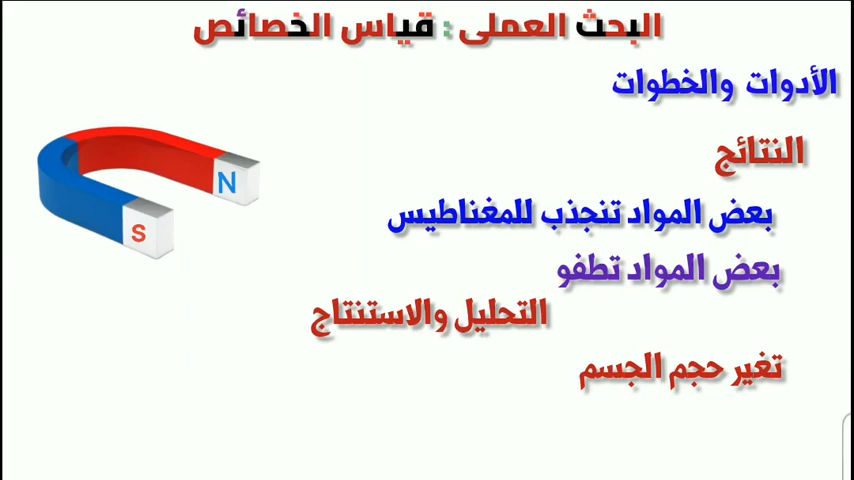 البحث العملى : قياس الخصائص
الأدوات والخطوات
النتائج
بعض المواد تنجذب للمغناطيس
بعض المواد تطفو
التحليل والاستنتاج
تغير حجم الجسم
N
S